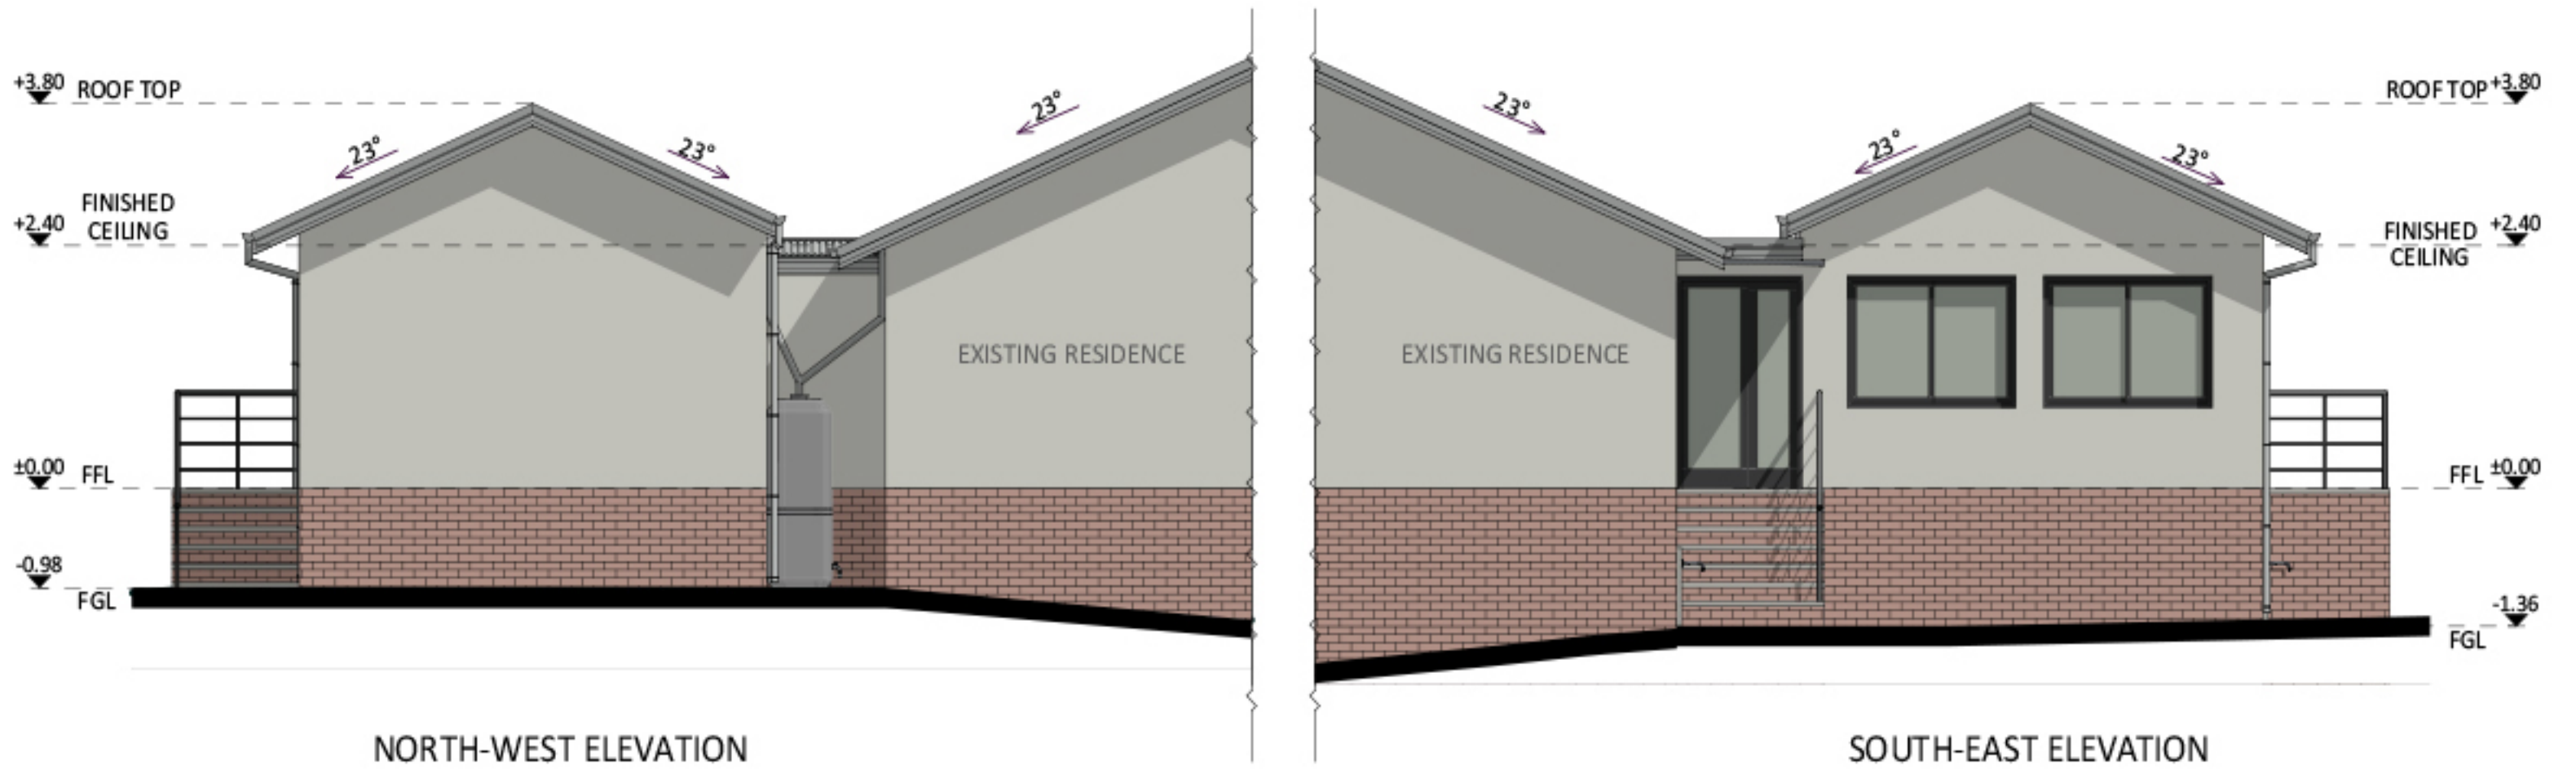 +3.80 ROOF TOP
23°
23°
23°
FINISHED
+2.40 CEILING
EXISTING RESIDENCE
±0.00 FFL
-0.98
FGL
NORTH-WEST ELEVATION
ROOF TOP +3.80
23°
23°
23°
FINISHED +2.40
CEILING
EXISTING RESIDENCE
FFL ±0.00
-1.36
FGL
SOUTH-EAST ELEVATION